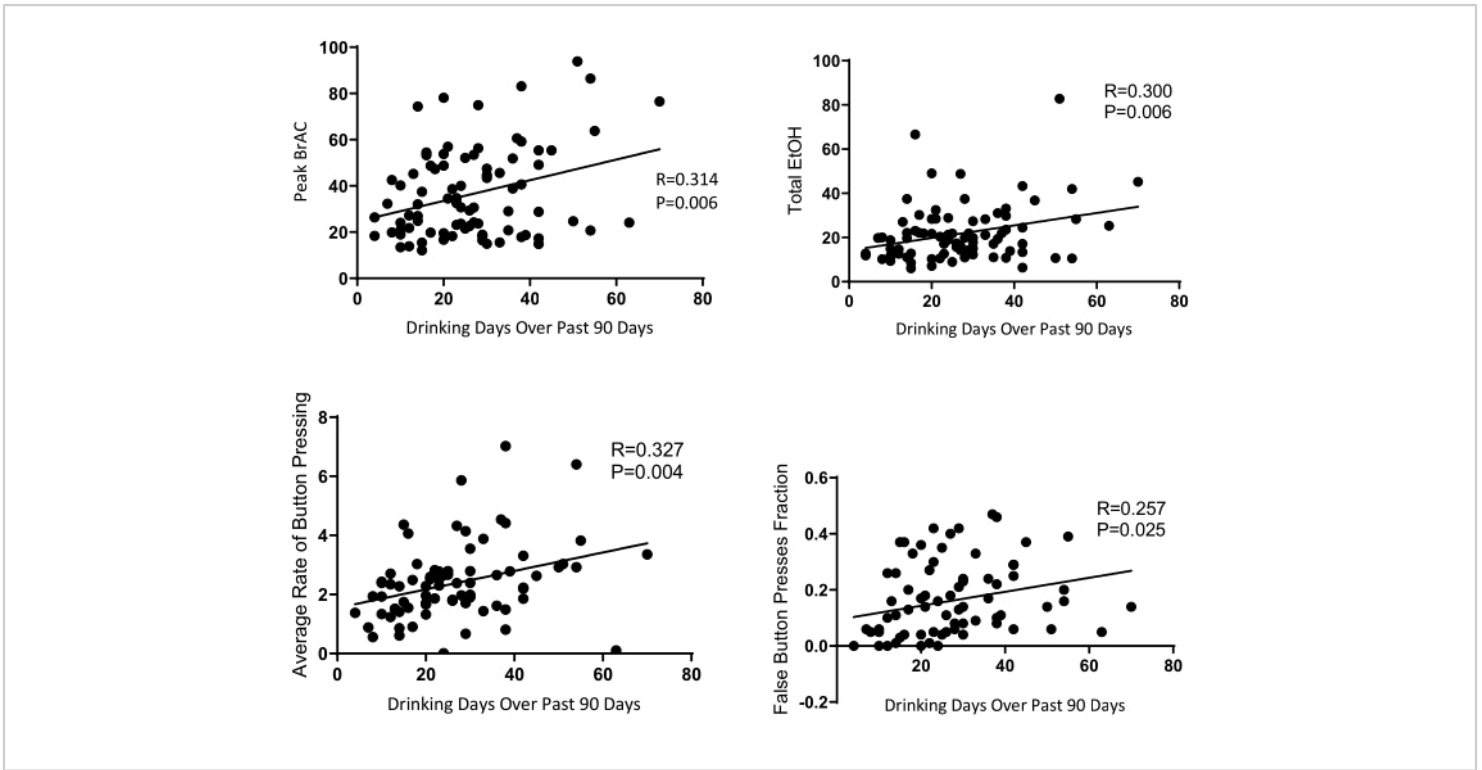 Peak BrAC
100
80
60
40
20
0
R=0.314
P=0.006
0 20 40 60 80
Drinking Days Over Past 90 Days
Total EtOH
100
80
60
40
20
0
R=0.300
P=0.006
0 20 40 60 80
Drinking Days Over Past 90 Days
Average Rate of Button Pressing
8
6
4
2
0
R=0.327
P=0.004
0 20 40 60 80
Drinking Days Over Past 90 Days
False Button Presses Fraction
0.6
0.4
0.2
0.0
-0.2
R=0.257
P=0.025
20 40 60 80
Drinking Days Over Past 90 Days